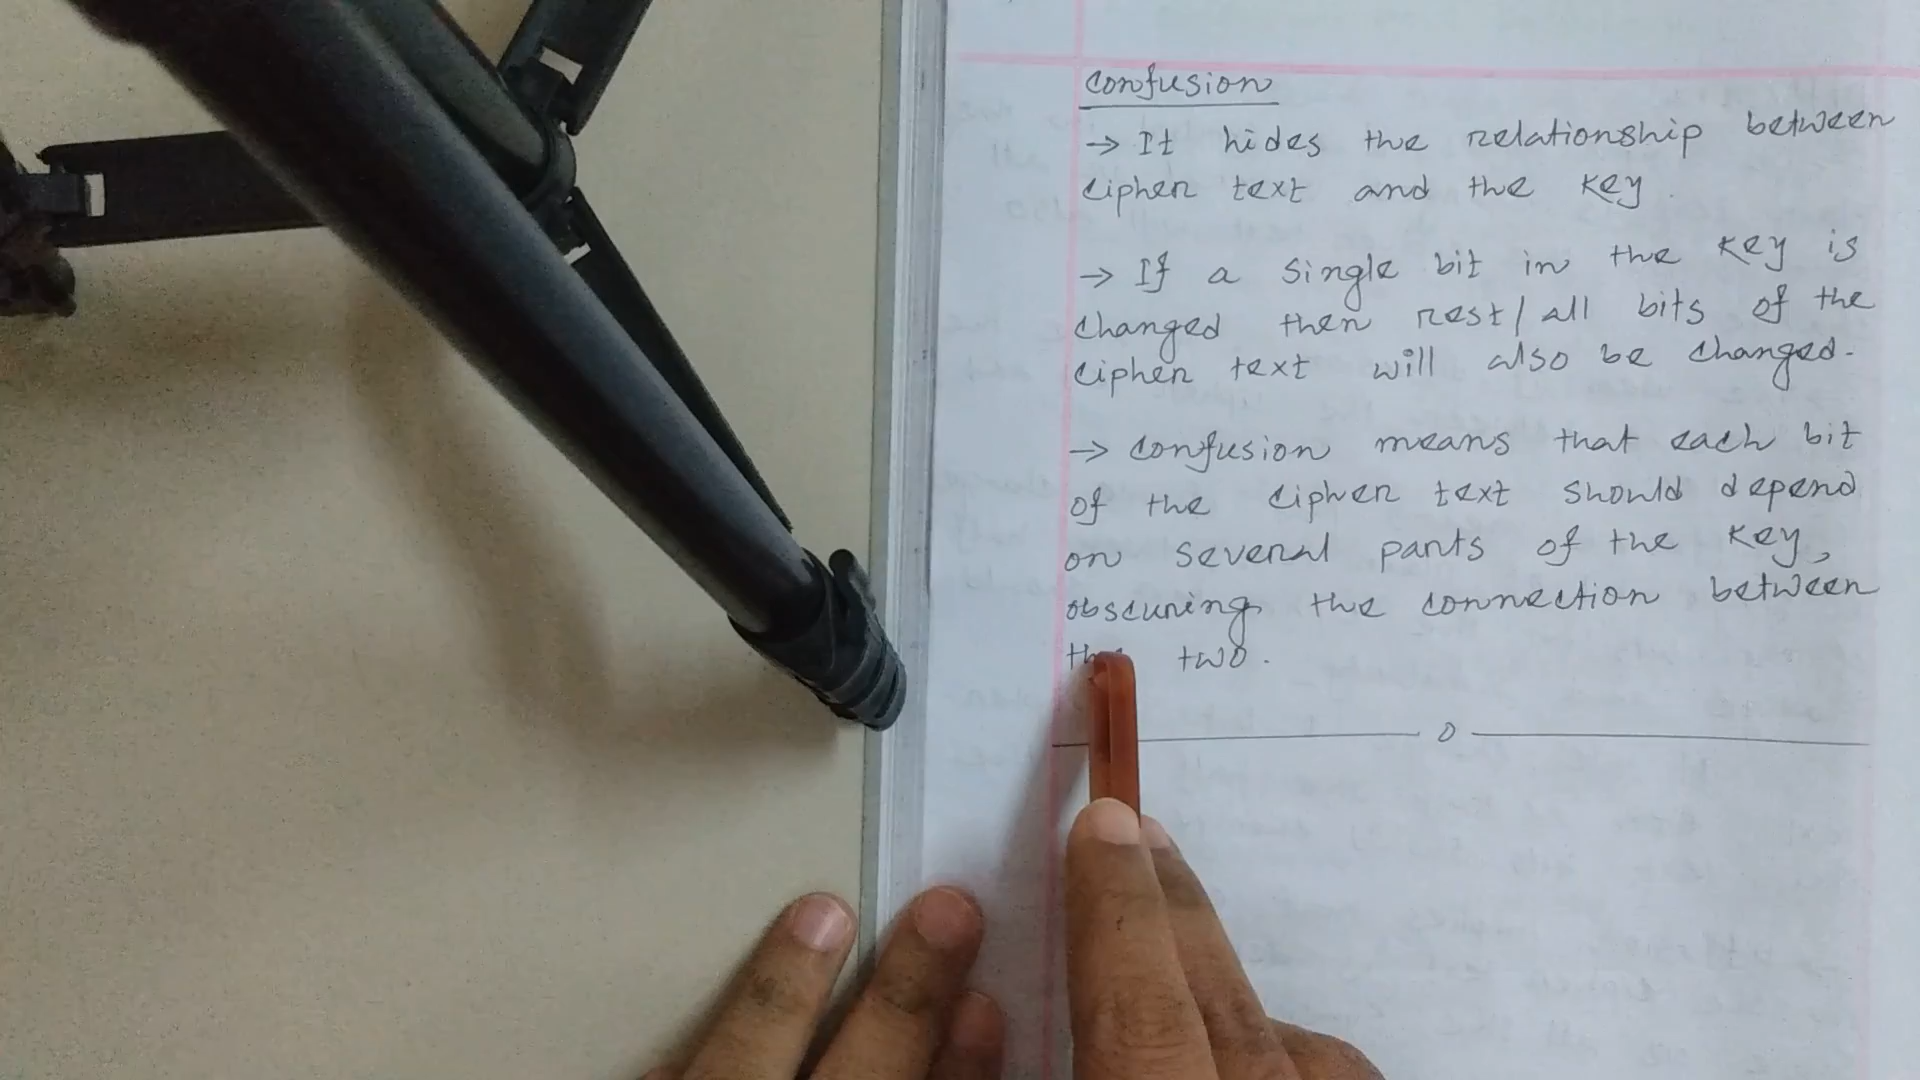 Confusion
→ It hides the relationship between
cipher text and the key.
→ If a single bit in the key is
changed then rest/all bits of the
cipher text will also be changed.
→ Confusion means that each bit
of the cipher text should depend
on several parts of the key,
obscuring the connection between
the two.